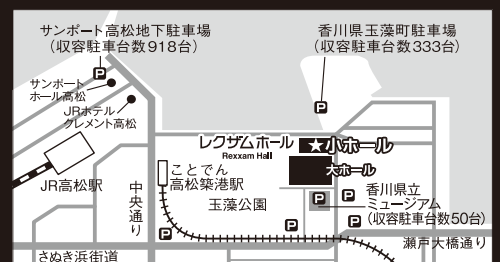 サンポート高松地下駐車場
（収容駐車台数918台）
香川県玉藻町駐車場
（収容駐車台数333台）
P
サンポート
ホール高松
P
JRホテル
クレメント高松
レクザムホール
Rexxam Hall
★小ホール
大ホール
ことでん
高松築港駅
JR高松駅
中央通り
玉藻公園
P
香川県立
ミュージアム
（収容駐車台数50台）
P
P
P
P
瀬戸大橋通り
さぬき浜街道